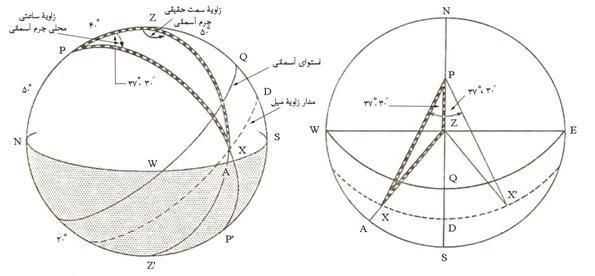 زاویهٔ ساعتی
محلی جرم آسمانی
۴۰°
Z
زاویهٔ سمت حقیقی
جرم آسمانی
۵۰°
P
۳۷°،۳۰′
Q
استوای آسمانی
D
مدار زاویهٔ میل
۵۰°
N
S
W
X
A
۲۰°
P'
Z'
N
P
۳۷°،۳۰′
۳۷°،۳۰′
W
Z
E
Q
X
X'
A
D
S